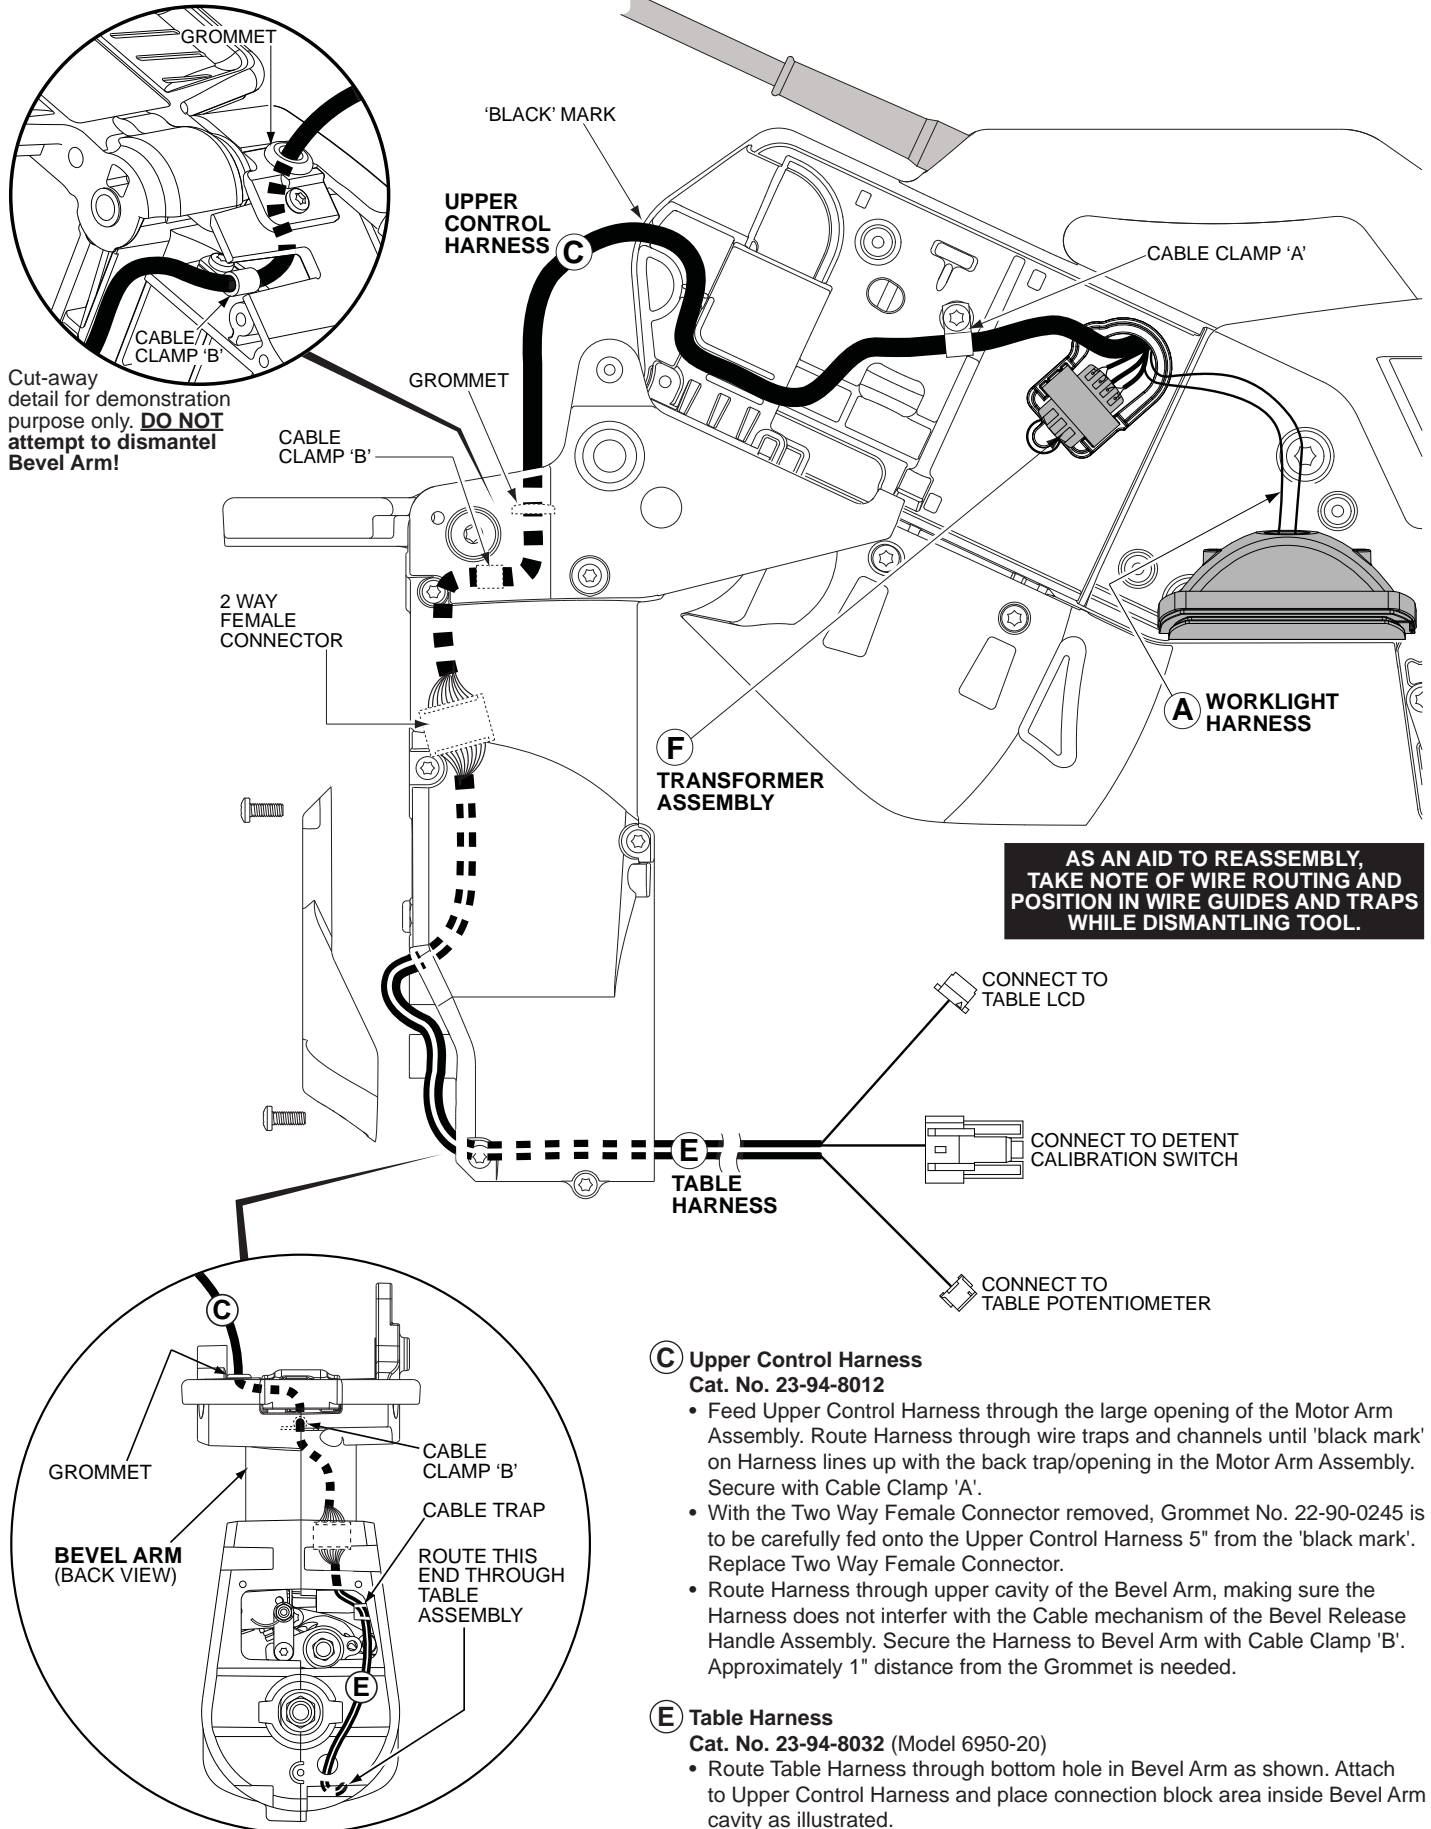 GROMMET
'BLACK' MARK
UPPER
CONTROL
HARNESS
C
CABLE CLAMP 'A'
CABLE
CLAMP 'B'
Cut-away
detail for demonstration
purpose only. DO NOT
attempt to dismantel
Bevel Arm!
GROMMET
CABLE
CLAMP 'B'
2 WAY
FEMALE
CONNECTOR
A
WORKLIGHT
HARNESS
F
TRANSFORMER
ASSEMBLY
AS AN AID TO REASSEMBLY,
TAKE NOTE OF WIRE ROUTING AND
POSITION IN WIRE GUIDES AND TRAPS
WHILE DISMANTLING TOOL.
CONNECT TO
TABLE LCD
CONNECT TO DETENT
CALIBRATION SWITCH
E
TABLE
HARNESS
CONNECT TO
TABLE POTENTIOMETER
C
GROMMET
CABLE
CLAMP 'B'
CABLE TRAP
BEVEL ARM
(BACK VIEW)
ROUTE THIS
END THROUGH
TABLE
ASSEMBLY
E
C Upper Control Harness
Cat. No. 23-94-8012
• Feed Upper Control Harness through the large opening of the Motor Arm
Assembly. Route Harness through wire traps and channels until 'black mark'
on Harness lines up with the back trap/opening in the Motor Arm Assembly.
Secure with Cable Clamp 'A'.
• With the Two Way Female Connector removed, Grommet No. 22-90-0245 is
to be carefully fed onto the Upper Control Harness 5" from the 'black mark'.
Replace Two Way Female Connector.
• Route Harness through upper cavity of the Bevel Arm, making sure the
Harness does not interfer with the Cable mechanism of the Bevel Release
Handle Assembly. Secure the Harness to Bevel Arm with Cable Clamp 'B'.
Approximately 1" distance from the Grommet is needed.
E Table Harness
Cat. No. 23-94-8032 (Model 6950-20)
• Route Table Harness through bottom hole in Bevel Arm as shown. Attach
to Upper Control Harness and place connection block area inside Bevel Arm
cavity as illustrated.